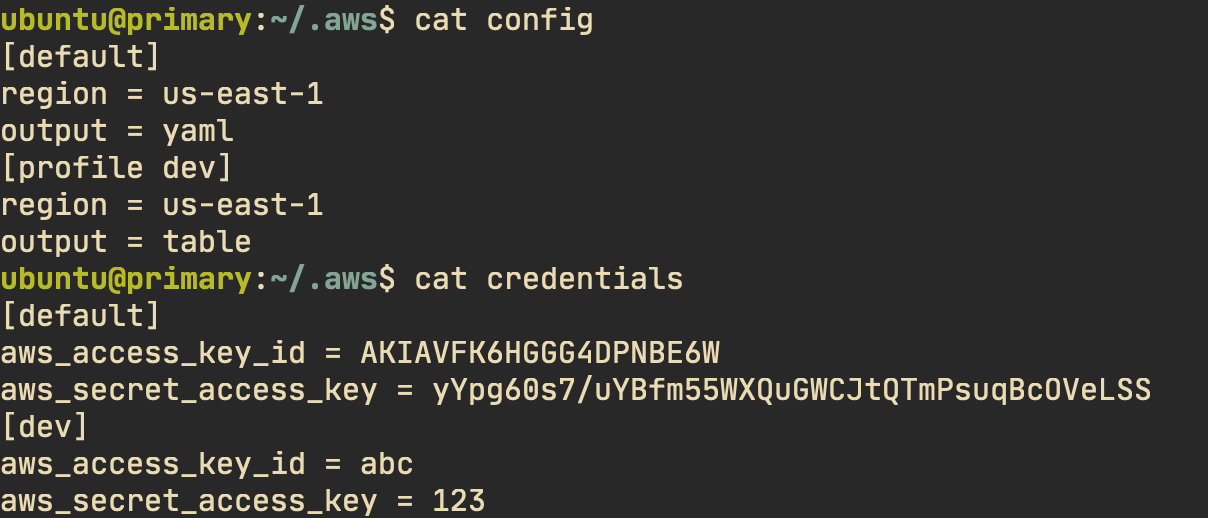 ubuntu@primary:~/.aws$ cat config
[default]
region = us-east-1
output = yaml
[profile dev]
region = us-east-1
output = table
ubuntu@primary:~/.aws$ cat credentials
[default]
aws_access_key_id = AKIAVFK6HGGG4DPNBE6W
aws_secret_access_key = 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
[dev]
aws_access_key_id = abc
aws_secret_access_key = 123